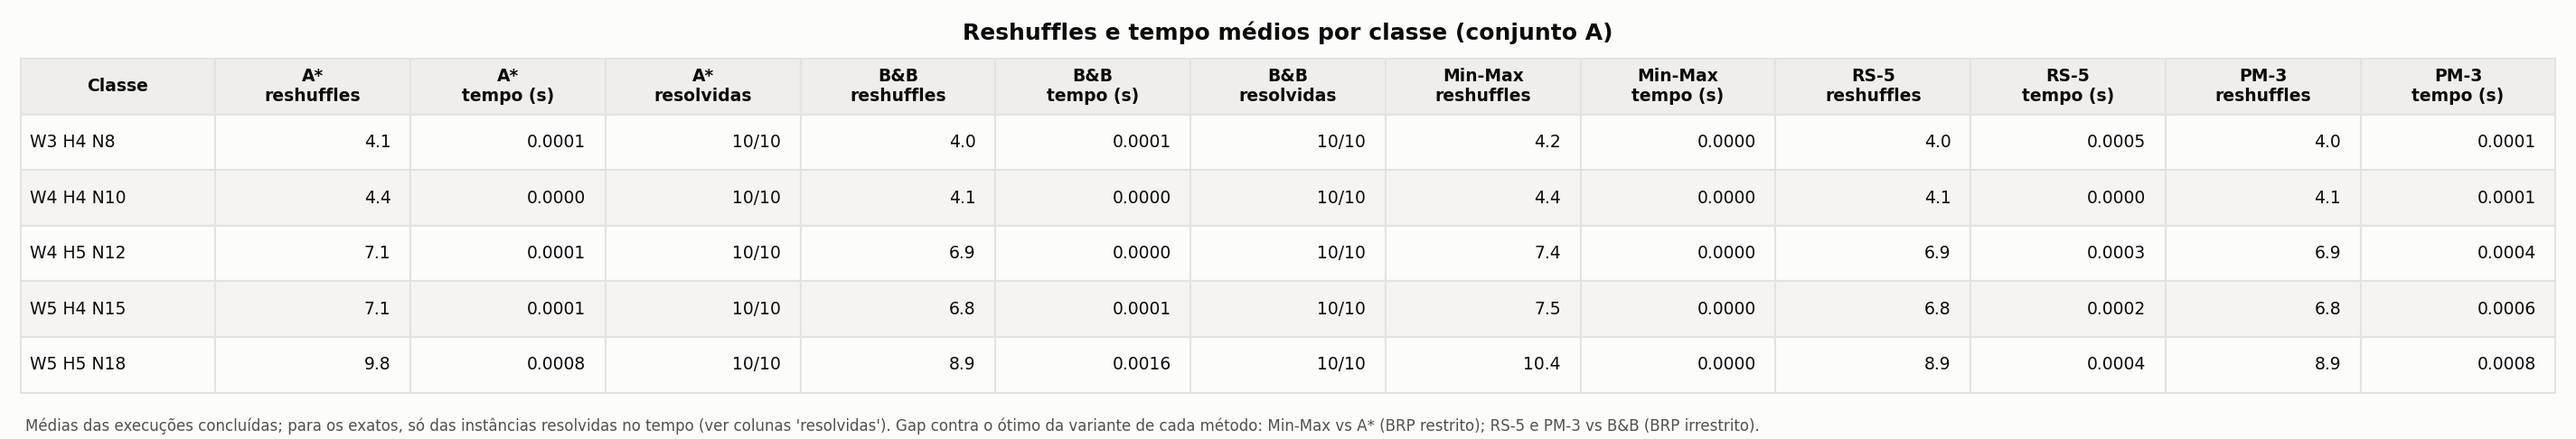 Reshuffles e tempo médios por classe (conjunto A)
Classe A* reshuffles A* tempo (s) A* resolvidas B&B reshuffles B&B tempo (s) B&B resolvidas Min-Max reshuffles Min-Max tempo (s) RS-5 reshuffles RS-5 tempo (s) PM-3 reshuffles PM-3 tempo (s)
W3 H4 N8 4.1 0.0001 10/10 4.0 0.0001 10/10 4.2 0.0000 4.0 0.0005 4.0 0.0001
W4 H4 N10 4.4 0.0000 10/10 4.1 0.0000 10/10 4.4 0.0000 4.1 0.0000 4.1 0.0001
W4 H5 N12 7.1 0.0001 10/10 6.9 0.0000 10/10 7.4 0.0000 6.9 0.0003 6.9 0.0004
W5 H4 N15 7.1 0.0001 10/10 6.8 0.0001 10/10 7.5 0.0000 6.8 0.0002 6.8 0.0006
W5 H5 N18 9.8 0.0008 10/10 8.9 0.0016 10/10 10.4 0.0000 8.9 0.0004 8.9 0.0008
Médias das execuções concluídas; para os exatos, só das instâncias resolvidas no tempo (ver colunas 'resolvidas'). Gap contra o ótimo da variante de cada método: Min-Max vs A* (BRP restrito); RS-5 e PM-3 vs B&B (BRP irrestrito).